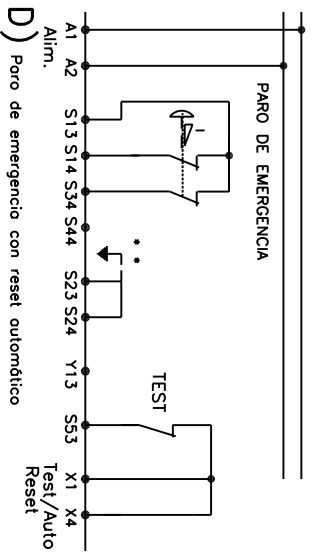 PARO DE EMERGENCIA
TEST
**
A1 A2 S13 S14 S34 S44 S23 S24 Y13 S53 X1 X4
Alim.
Test/Auto
Reset
D) Paro de emergencia con reset automático